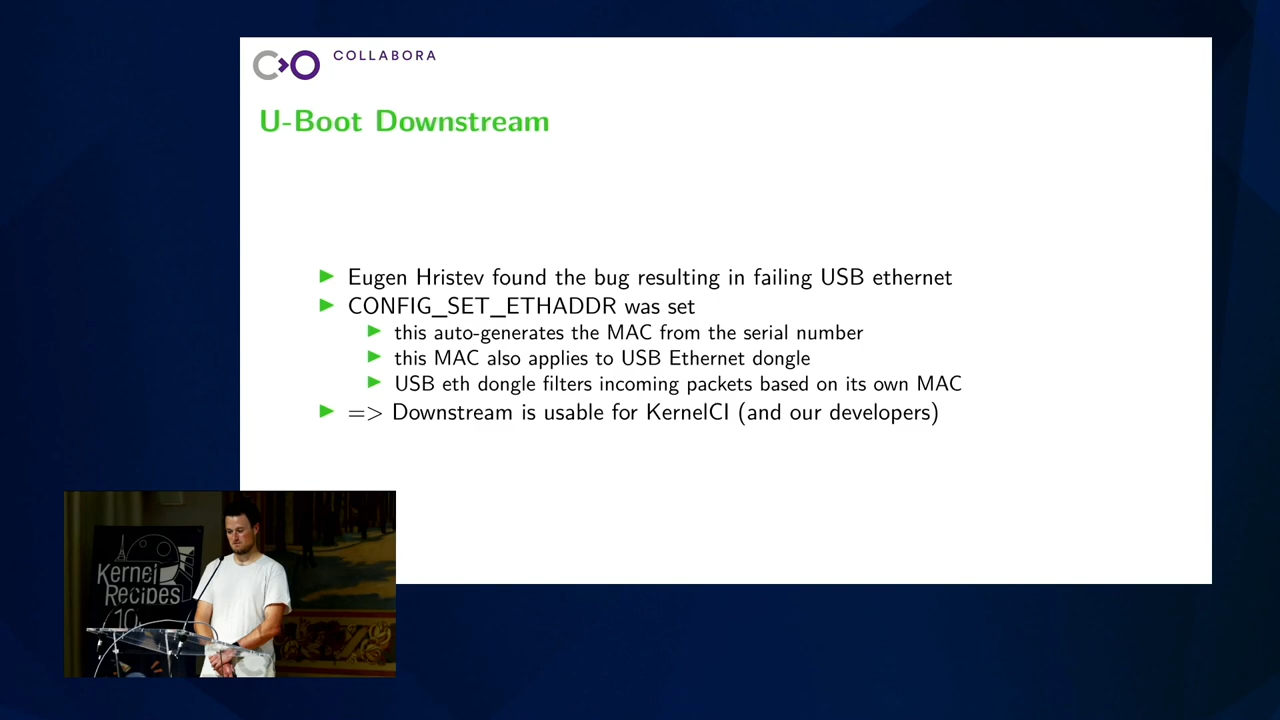 COLLABORA
U-Boot Downstream
▶ Eugen Hristev found the bug resulting in failing USB ethernet
▶ CONFIG_SET_ETHADDR was set
▶ this auto-generates the MAC from the serial number
▶ this MAC also applies to USB Ethernet dongle
▶ USB eth dongle filters incoming packets based on its own MAC
▶ => Downstream is usable for KernelCI (and our developers)
Kernel
Recipes
10